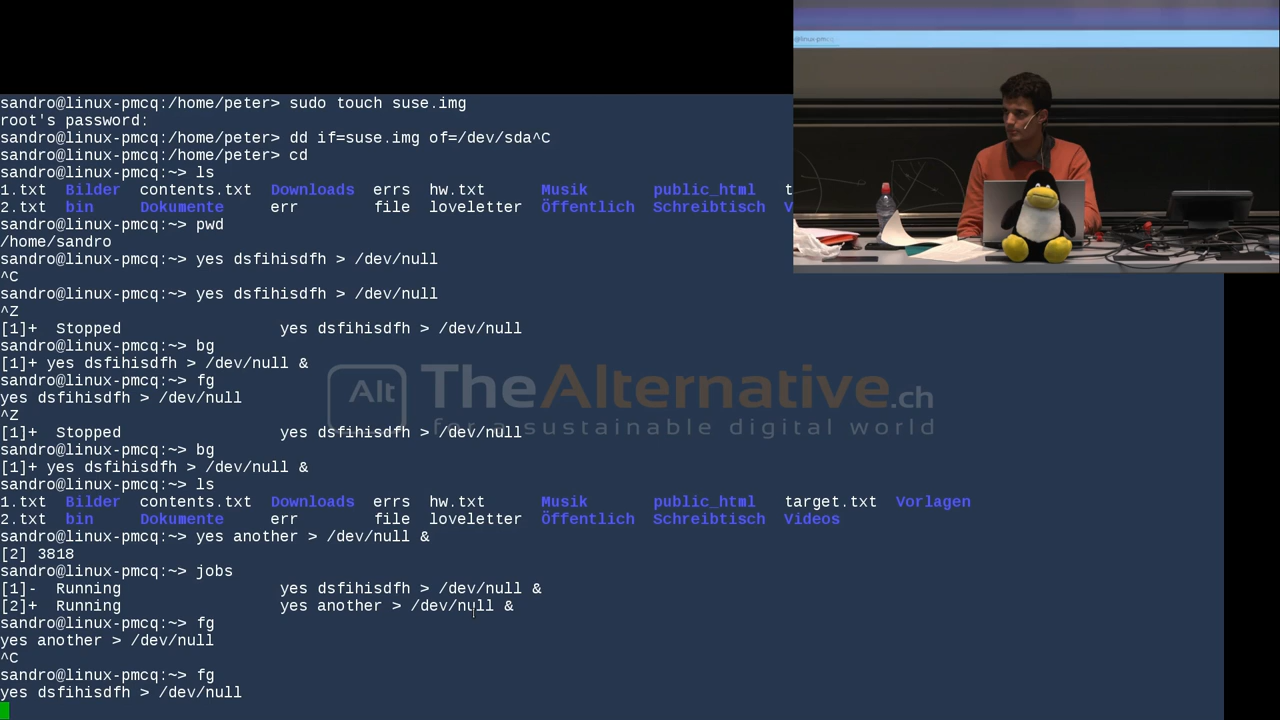 sandro@linux-pmcq:/home/peter> sudo touch suse.img
root's password:
sandro@linux-pmcq:/home/peter> dd if=suse.img of=/dev/sda^C
sandro@linux-pmcq:/home/peter> cd
sandro@linux-pmcq:~> ls
1.txt  Bilder  contents.txt  Downloads  errs  hw.txt      Musik       public_html   t
2.txt  bin     Dokumente     err        file  loveletter  Öffentlich  Schreibtisch  V
sandro@linux-pmcq:~> pwd
/home/sandro
sandro@linux-pmcq:~> yes dsfihisdfh > /dev/null
^C
sandro@linux-pmcq:~> yes dsfihisdfh > /dev/null
^Z
[1]+  Stopped                 yes dsfihisdfh > /dev/null
sandro@linux-pmcq:~> bg
[1]+ yes dsfihisdfh > /dev/null &
sandro@linux-pmcq:~> fg
yes dsfihisdfh > /dev/null
^Z
[1]+  Stopped                 yes dsfihisdfh > /dev/null
sandro@linux-pmcq:~> bg
[1]+ yes dsfihisdfh > /dev/null &
sandro@linux-pmcq:~> ls
1.txt  Bilder  contents.txt  Downloads  errs  hw.txt      Musik       public_html   target.txt  Vorlagen
2.txt  bin     Dokumente     err        file  loveletter  Öffentlich  Schreibtisch  Videos
sandro@linux-pmcq:~> yes another > /dev/null &
[2] 3818
sandro@linux-pmcq:~> jobs
[1]-  Running                 yes dsfihisdfh > /dev/null &
[2]+  Running                 yes another > /dev/null &
sandro@linux-pmcq:~> fg
yes another > /dev/null
^C
sandro@linux-pmcq:~> fg
yes dsfihisdfh > /dev/null
Alt TheAlternative.ch
for a sustainable digital world